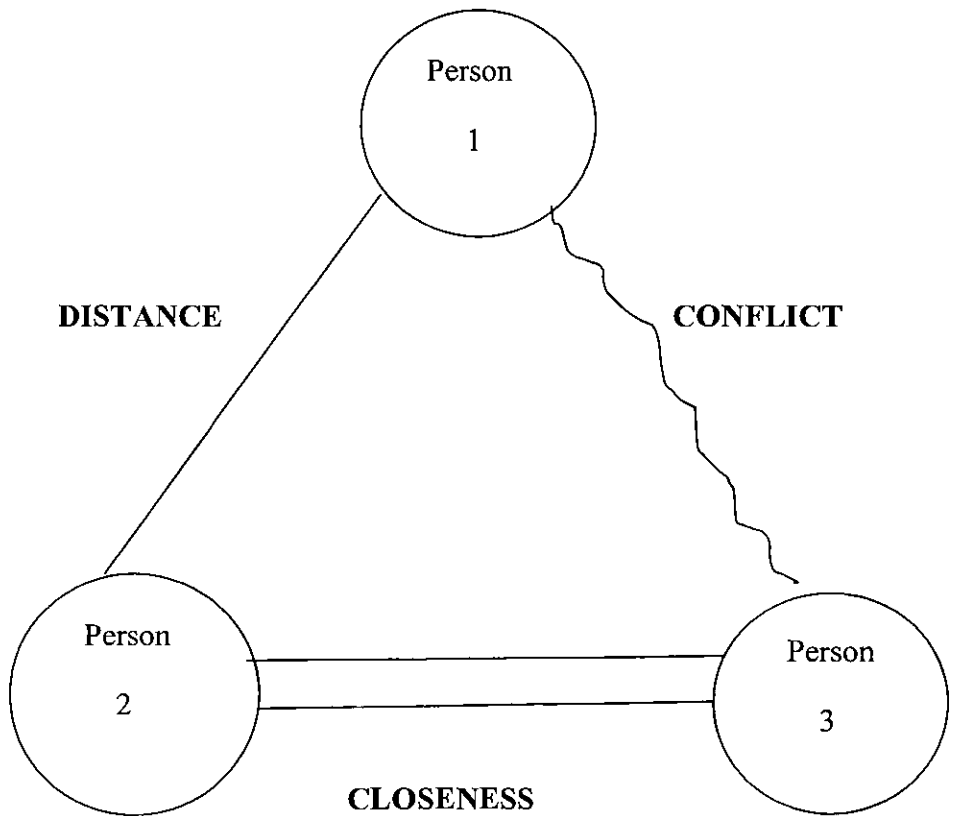 Person
1
DISTANCE
CONFLICT
Person
2
Person
3
CLOSENESS